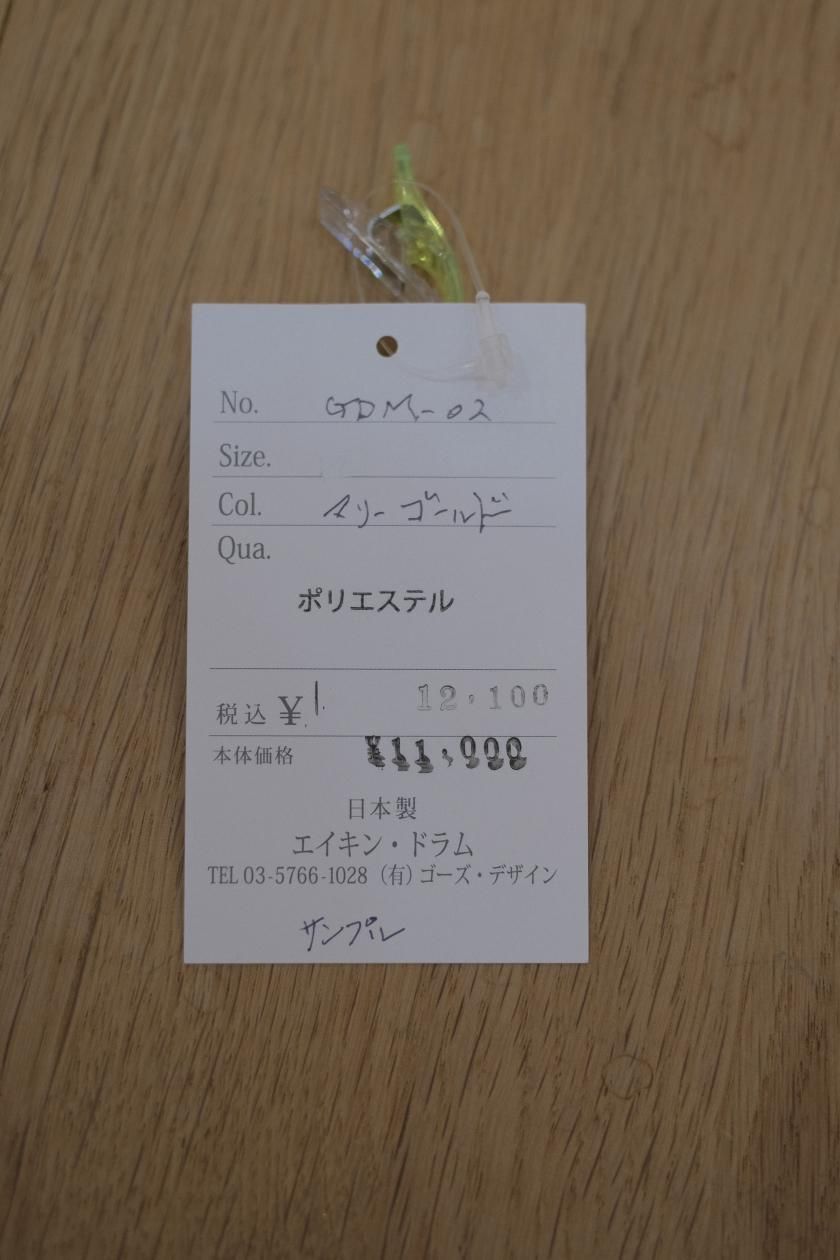 No. GDM-02
Size.
Col. マリーゴールド
Qua.
ポリエステル
税込 ¥ 12,100
本体価格 ¥11,000
日本製
エイキン・ドラム
TEL 03-5766-1028 (有)ゴーズ・デザイン
サンプル